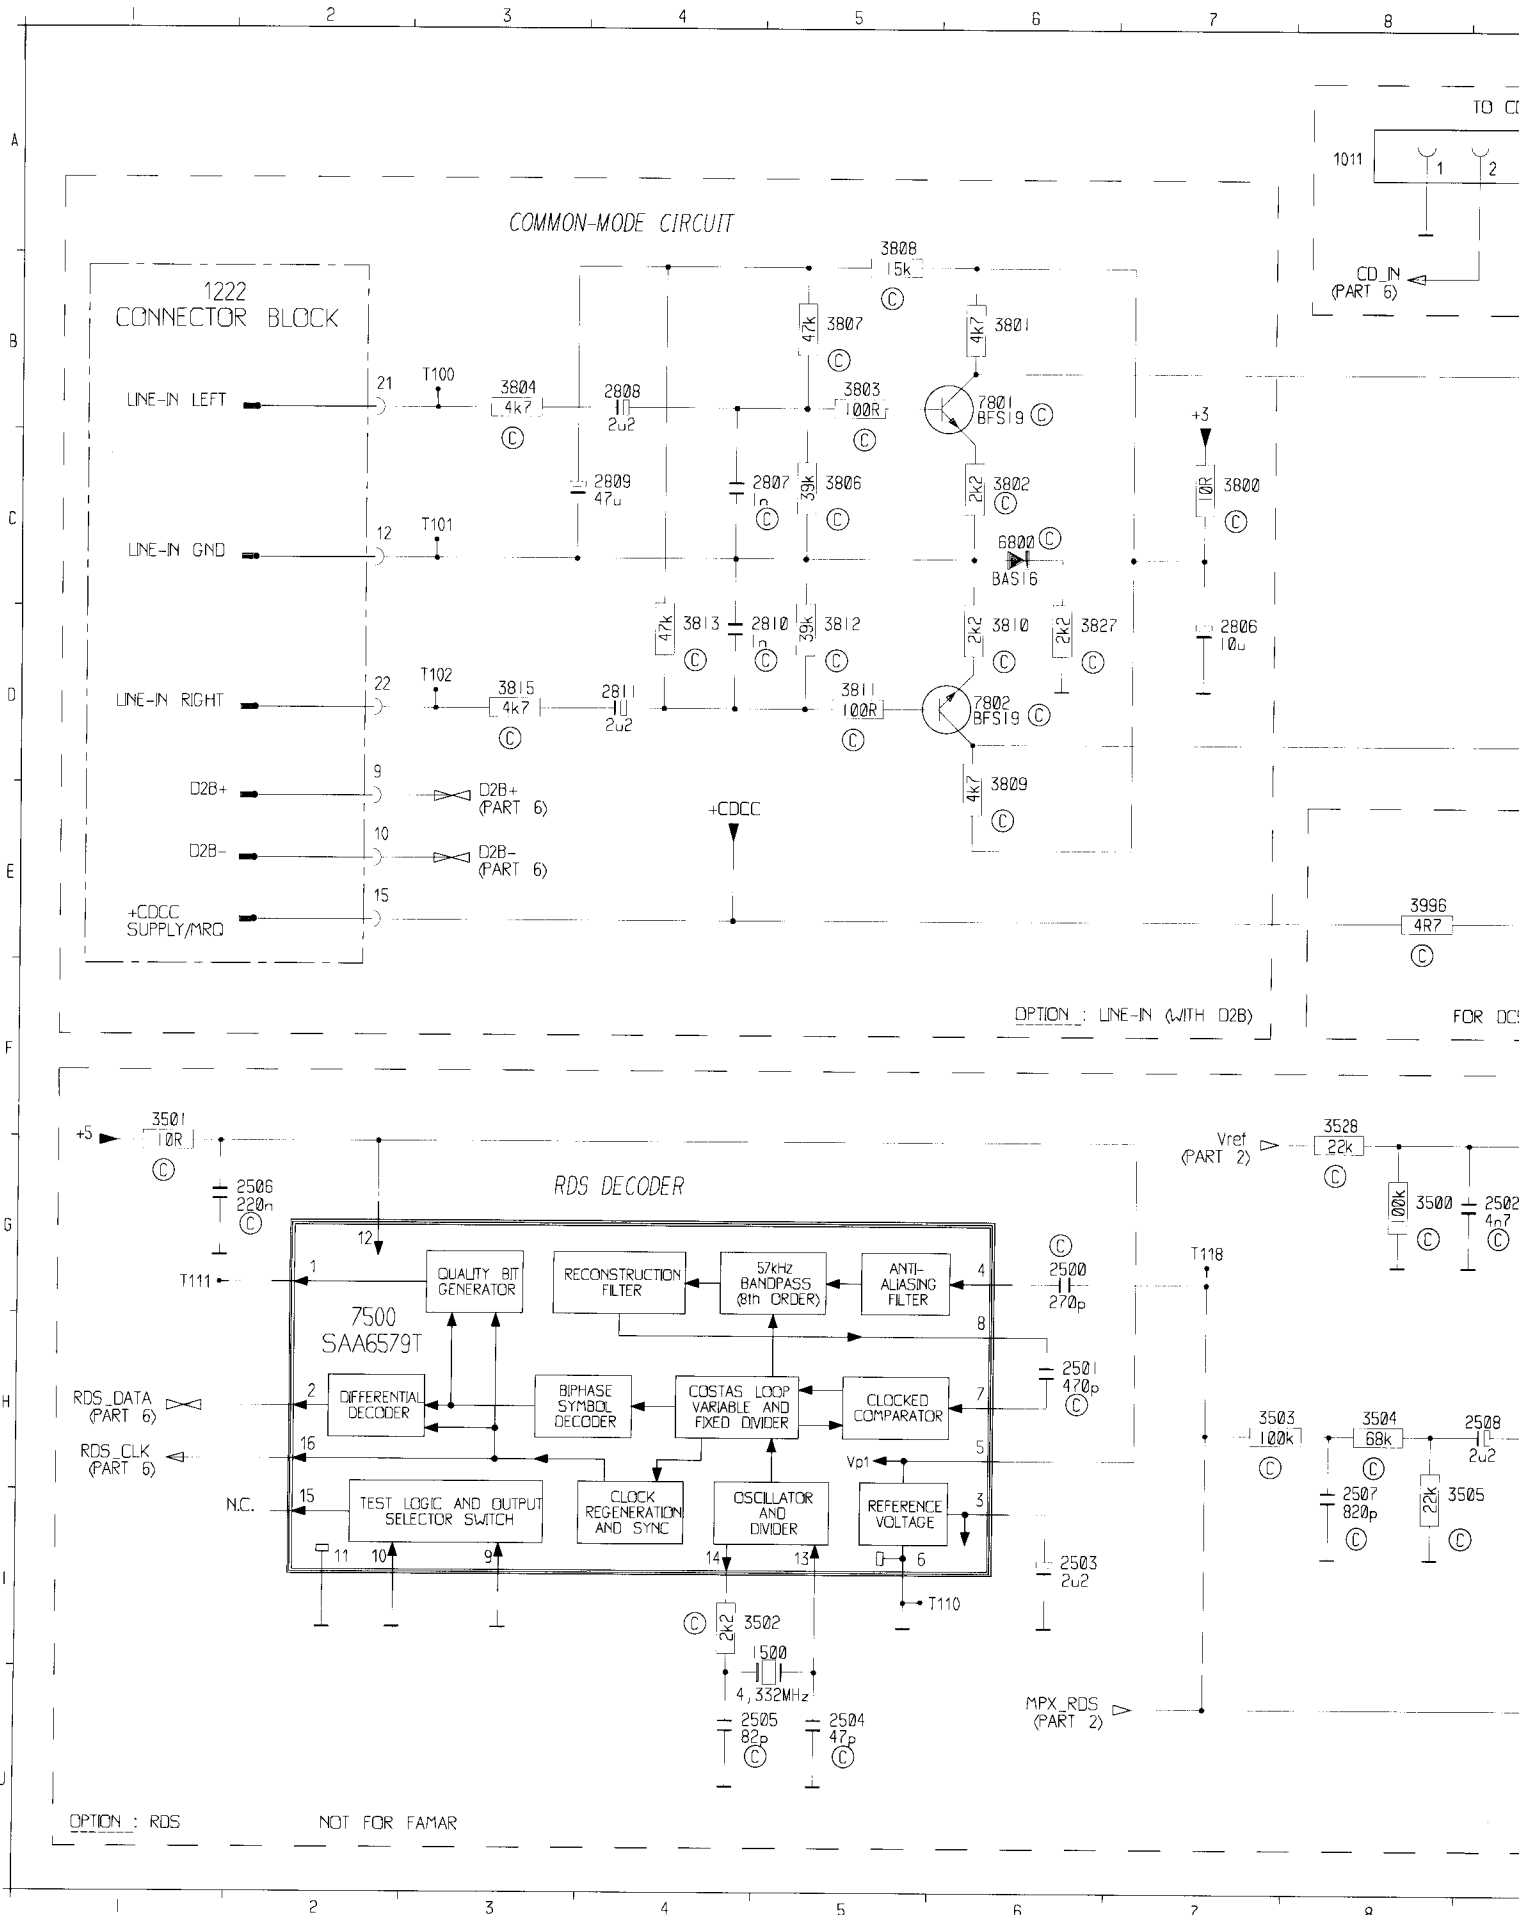 1 2 3 4 5 6 7 8
A
TO CD
1011
1 2
COMMON-MODE CIRCUIT
3808
15k
C
CD_IN
(PART 6)
1222
CONNECTOR BLOCK
B
47k 3807
C
4k7 3801
LINE-IN LEFT
21
T100
3804
4k7
C
2808
2u2
3803
100R
C
7801
BFS19 C
+3
2809
47u
2807
1n
C
39k 3806
C
2k2 3802
C
10R 3800
C
C
LINE-IN GND
12
T101
6800 C
BAS16
47k 3813
C
2810
1n
C
39k 3812
C
2k2 3810
C
2k2 3827
C
2806
10u
D
LINE-IN RIGHT
22
T102
3815
4k7
C
2811
2u2
3811
100R
C
7802
BFS19 C
D2B+
9
D2B+
(PART 6)
4k7 3809
C
+CDCC
D2B-
10
D2B-
(PART 6)
E
+CDCC
SUPPLY/MRQ
15
3996
4R7
C
OPTION : LINE-IN (WITH D2B)
FOR DC
F
+5
3501
10R
C
Vref
(PART 2)
3528
22k
C
2506
220n
C
RDS DECODER
100k 3500
C
2502
4n7
C
G
12
T111
1
QUALITY BIT
GENERATOR
RECONSTRUCTION
FILTER
57kHz
BANDPASS
(8th ORDER)
ANTI-
ALIASING
FILTER
4
C
2500
270p
T118
7500
SAA6579T
8
2501
470p
C
H
RDS_DATA
(PART 6)
2
DIFFERENTIAL
DECODER
BIPHASE
SYMBOL
DECODER
COSTAS LOOP
VARIABLE AND
FIXED DIVIDER
CLOCKED
COMPARATOR
7
3503
100k
C
3504
68k
C
2508
2u2
RDS_CLK
(PART 6)
16
Vp1
5
N.C.
15
TEST LOGIC AND OUTPUT
SELECTOR SWITCH
CLOCK
REGENERATION
AND SYNC
OSCILLATOR
AND
DIVIDER
REFERENCE
VOLTAGE
3
2507
820p
C
22k 3505
C
11 10 9 14 13 6
2503
2u2
I
T110
C 2k2 3502
1500
4,332MHz
MPX_RDS
(PART 2)
2505
82p
C
2504
47p
C
J
OPTION : RDS
NOT FOR FAMAR
1 2 3 4 5 6 7 8